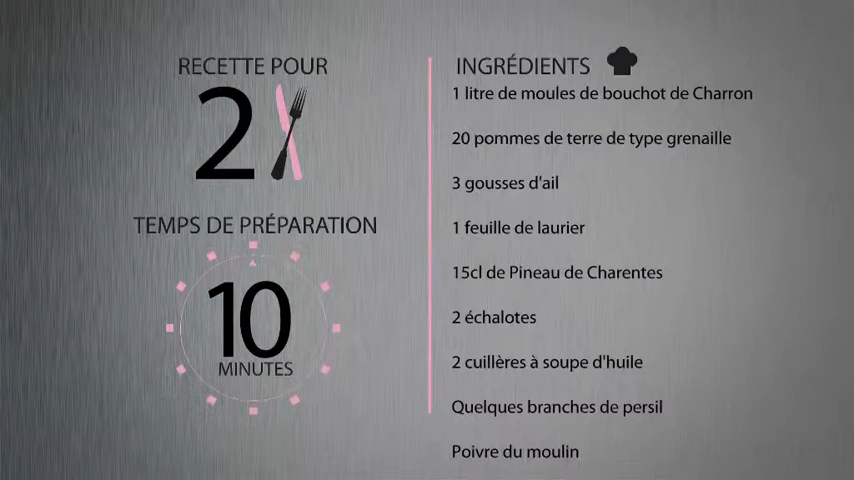 RECETTE POUR
2
TEMPS DE PRÉPARATION
10
MINUTES
INGRÉDIENTS
1 litre de moules de bouchot de Charron
20 pommes de terre de type grenaille
3 gousses d'ail
1 feuille de laurier
15cl de Pineau de Charentes
2 échalotes
2 cuillères à soupe d'huile
Quelques branches de persil
Poivre du moulin